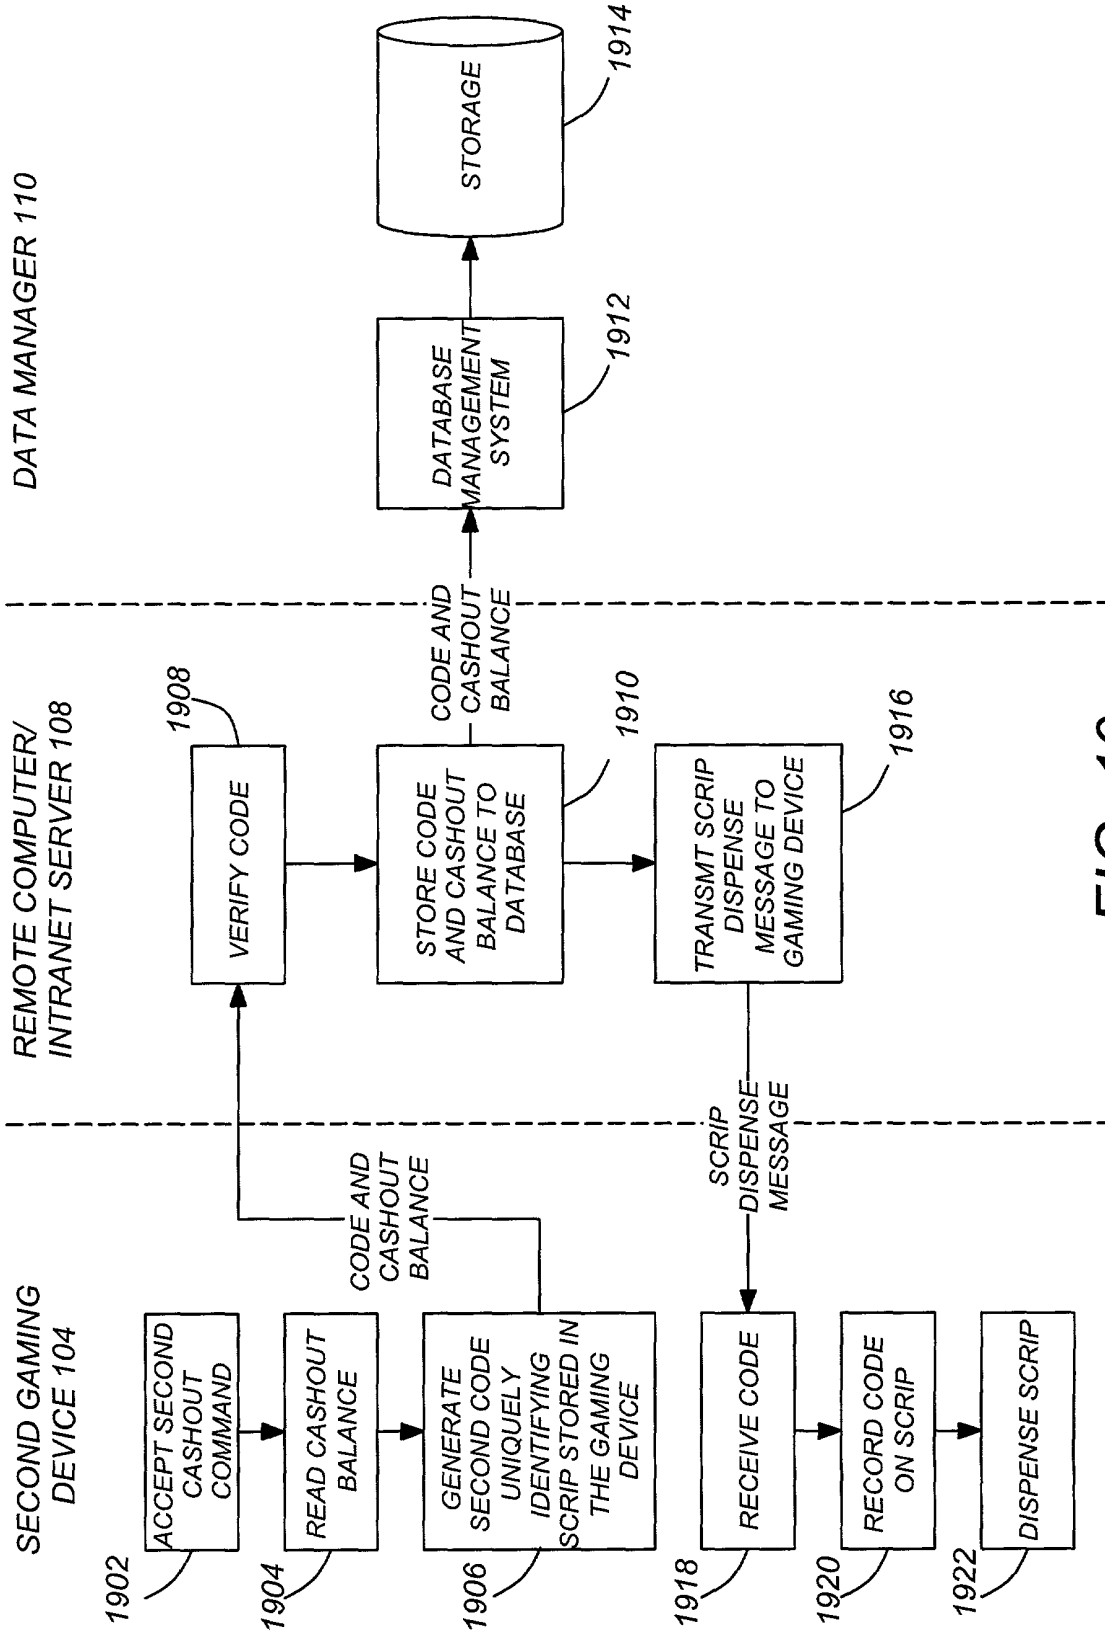 SECOND GAMING
DEVICE 104
REMOTE COMPUTER/
INTRANET SERVER 108
DATA MANAGER 110
1902
ACCEPT SECOND
CASHOUT
COMMAND
1904
READ CASHOUT
BALANCE
1906
GENERATE
SECOND CODE
UNIQUELY
IDENTIFYING
SCRIP STORED IN
THE GAMING
DEVICE
CODE AND
CASHOUT
BALANCE
VERIFY CODE
1908
STORE CODE
AND CASHOUT
BALANCE TO
DATABASE
1910
CODE AND
CASHOUT
BALANCE
DATABASE
MANAGEMENT
SYSTEM
1912
STORAGE
1914
TRANSMT SCRIP
DISPENSE
MESSAGE TO
GAMING DEVICE
1916
SCRIP
DISPENSE
MESSAGE
1918
RECEIVE CODE
1920
RECORD CODE
ON SCRIP
1922
DISPENSE SCRIP